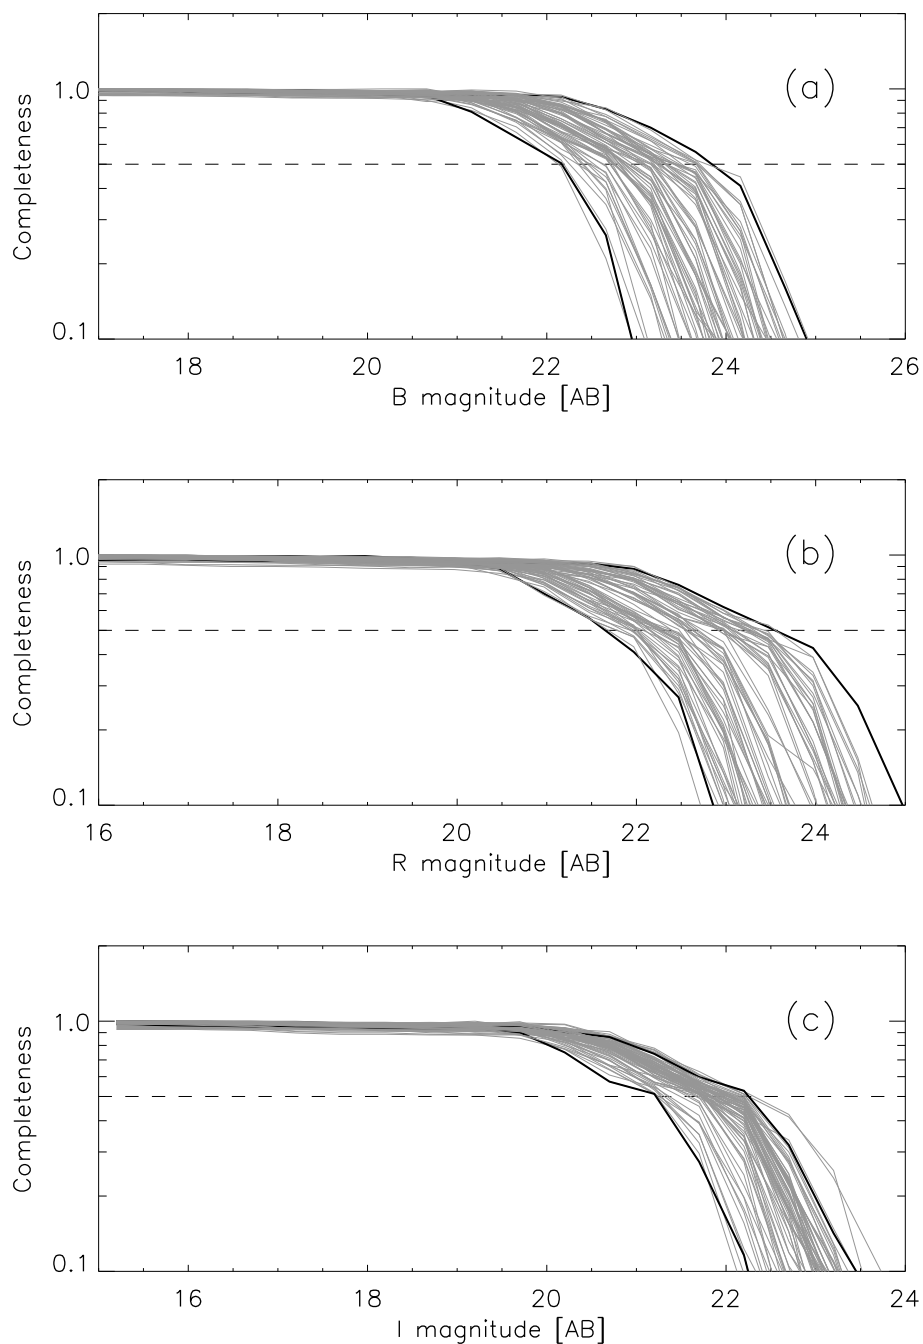 (a)
Completeness
1.0
0.1
18 20 22 24 26
B magnitude [AB]
(b)
Completeness
1.0
0.1
16 18 20 22 24
R magnitude [AB]
(c)
Completeness
1.0
0.1
16 18 20 22 24
I magnitude [AB]